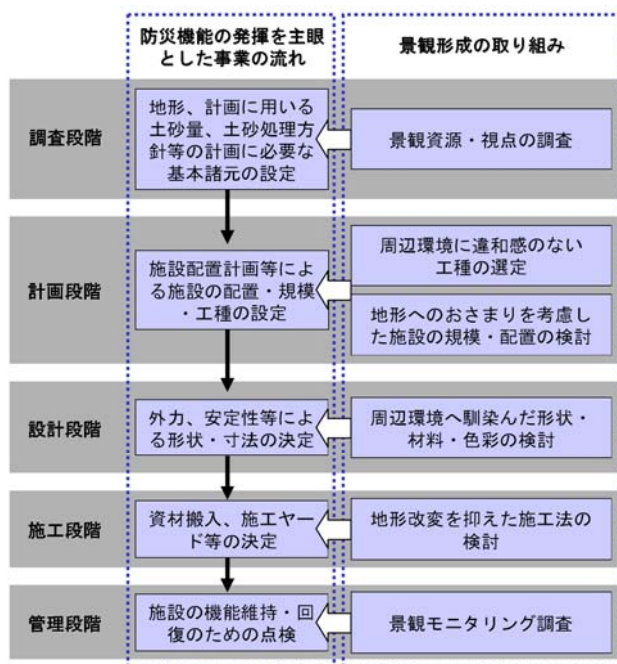 防災機能の発揮を主眼
とした事業の流れ
景観形成の取り組み
調査段階
地形、計画に用いる
土砂量、土砂処理方
針等の計画に必要な
基本諸元の設定
景観資源・視点の調査
計画段階
施設配置計画等によ
る施設の配置・規模
・工種の設定
周辺環境に違和感のない
工種の選定
地形へのおさまりを考慮し
た施設の規模・配置の検討
設計段階
外力、安定性等によ
る形状・寸法の決定
周辺環境へ馴染んだ形状・
材料・色彩の検討
施工段階
資材搬入、施工ヤー
ド等の決定
地形改変を抑えた施工法の
検討
管理段階
施設の機能維持・回
復のための点検
景観モニタリング調査